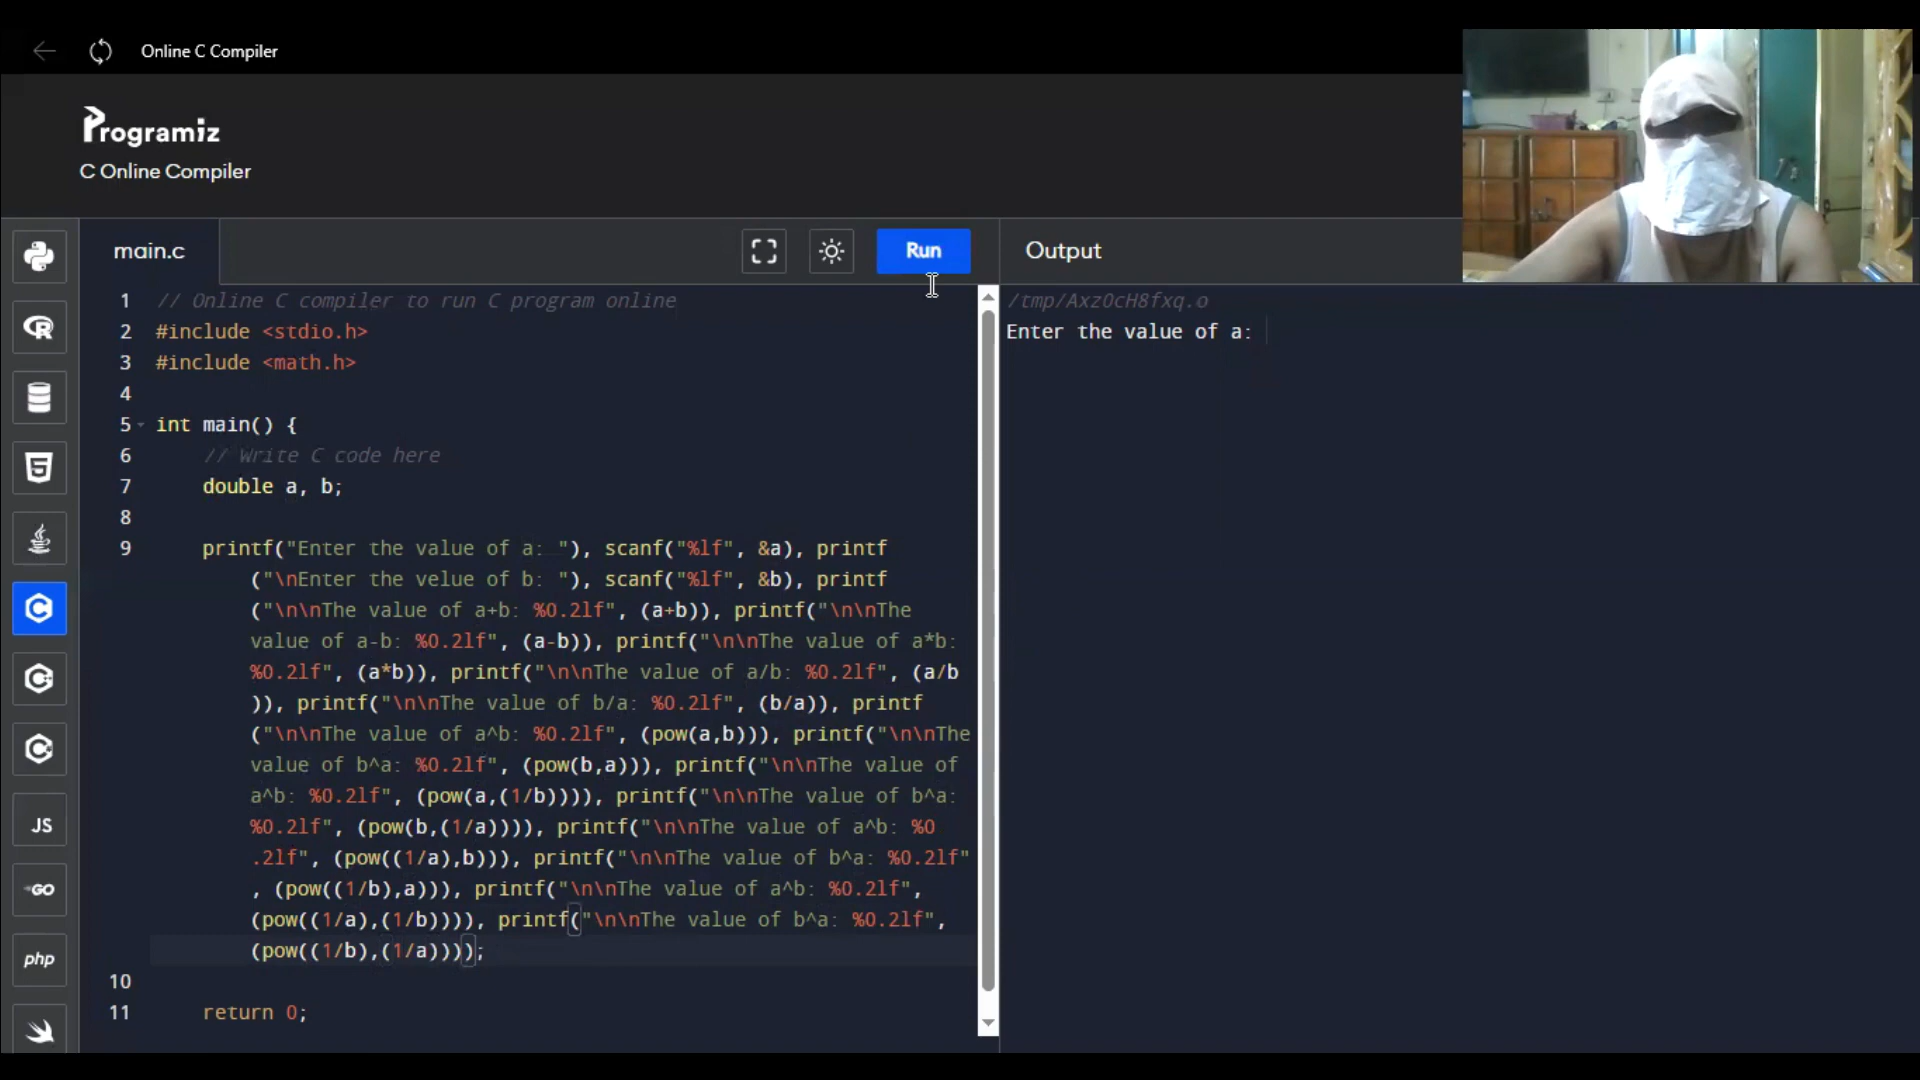 Online C Compiler
Programiz
C Online Compiler
main.c
Run
Output
1 // Online C compiler to run C program online
2 #include <stdio.h>
3 #include <math.h>
4
5 int main() {
6 // Write C code here
7 double a, b;
8
9 printf("Enter the value of a: "), scanf("%lf", &a), printf
("\nEnter the velue of b: "), scanf("%lf", &b), printf
("\n\nThe value of a+b: %0.2lf", (a+b)), printf("\n\nThe
value of a-b: %0.2lf", (a-b)), printf("\n\nThe value of a*b:
%0.2lf", (a*b)), printf("\n\nThe value of a/b: %0.2lf", (a/b
)), printf("\n\nThe value of b/a: %0.2lf", (b/a)), printf
("\n\nThe value of a^b: %0.2lf", (pow(a,b))), printf("\n\nThe
value of b^a: %0.2lf", (pow(b,a))), printf("\n\nThe value of
a^b: %0.2lf", (pow(a,(1/b)))), printf("\n\nThe value of b^a:
%0.2lf", (pow(b,(1/a)))), printf("\n\nThe value of a^b: %0
.2lf", (pow((1/a),b))), printf("\n\nThe value of b^a: %0.2lf"
, (pow((1/b),a))), printf("\n\nThe value of a^b: %0.2lf",
(pow((1/a),(1/b)))), printf("\n\nThe value of b^a: %0.2lf",
(pow((1/b),(1/a))));
10
11 return 0;
/tmp/AxzOcH8fxq.o
Enter the value of a:
R
5
C
C
C
JS
GO
php